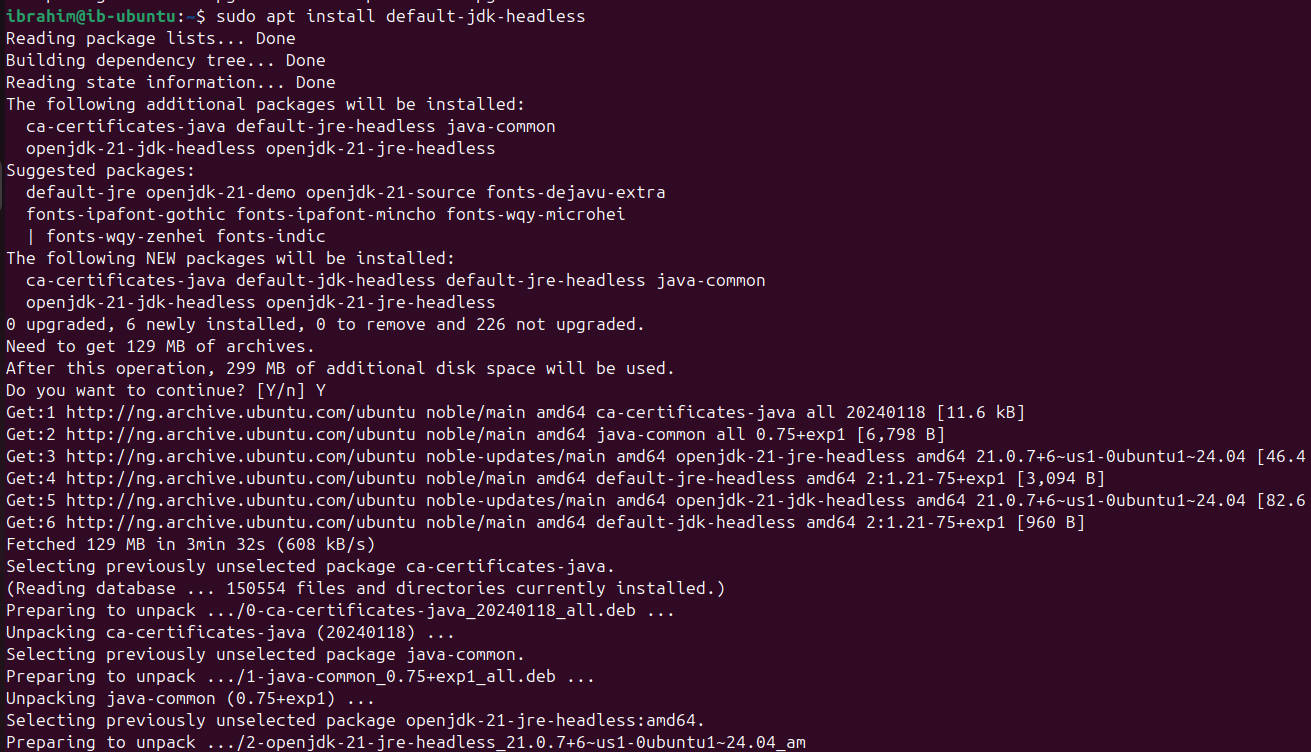 ibrahim@ib-ubuntu:~$ sudo apt install default-jdk-headless
Reading package lists... Done
Building dependency tree... Done
Reading state information... Done
The following additional packages will be installed:
  ca-certificates-java default-jre-headless java-common
  openjdk-21-jdk-headless openjdk-21-jre-headless
Suggested packages:
  default-jre openjdk-21-demo openjdk-21-source fonts-dejavu-extra
  fonts-ipafont-gothic fonts-ipafont-mincho fonts-wqy-microhei
  | fonts-wqy-zenhei fonts-indic
The following NEW packages will be installed:
  ca-certificates-java default-jdk-headless default-jre-headless java-common
  openjdk-21-jdk-headless openjdk-21-jre-headless
0 upgraded, 6 newly installed, 0 to remove and 226 not upgraded.
Need to get 129 MB of archives.
After this operation, 299 MB of additional disk space will be used.
Do you want to continue? [Y/n] Y
Get:1 http://ng.archive.ubuntu.com/ubuntu noble/main amd64 ca-certificates-java all 20240118 [11.6 kB]
Get:2 http://ng.archive.ubuntu.com/ubuntu noble/main amd64 java-common all 0.75+exp1 [6,798 B]
Get:3 http://ng.archive.ubuntu.com/ubuntu noble-updates/main amd64 openjdk-21-jre-headless amd64 21.0.7+6~us1-0ubuntu1~24.04 [46.4
Get:4 http://ng.archive.ubuntu.com/ubuntu noble/main amd64 default-jre-headless amd64 2:1.21-75+exp1 [3,094 B]
Get:5 http://ng.archive.ubuntu.com/ubuntu noble-updates/main amd64 openjdk-21-jdk-headless amd64 21.0.7+6~us1-0ubuntu1~24.04 [82.6
Get:6 http://ng.archive.ubuntu.com/ubuntu noble/main amd64 default-jdk-headless amd64 2:1.21-75+exp1 [960 B]
Fetched 129 MB in 3min 32s (608 kB/s)
Selecting previously unselected package ca-certificates-java.
(Reading database ... 150554 files and directories currently installed.)
Preparing to unpack .../0-ca-certificates-java_20240118_all.deb ...
Unpacking ca-certificates-java (20240118) ...
Selecting previously unselected package java-common.
Preparing to unpack .../1-java-common_0.75+exp1_all.deb ...
Unpacking java-common (0.75+exp1) ...
Selecting previously unselected package openjdk-21-jre-headless:amd64.
Preparing to unpack .../2-openjdk-21-jre-headless_21.0.7+6~us1-0ubuntu1~24.04_am